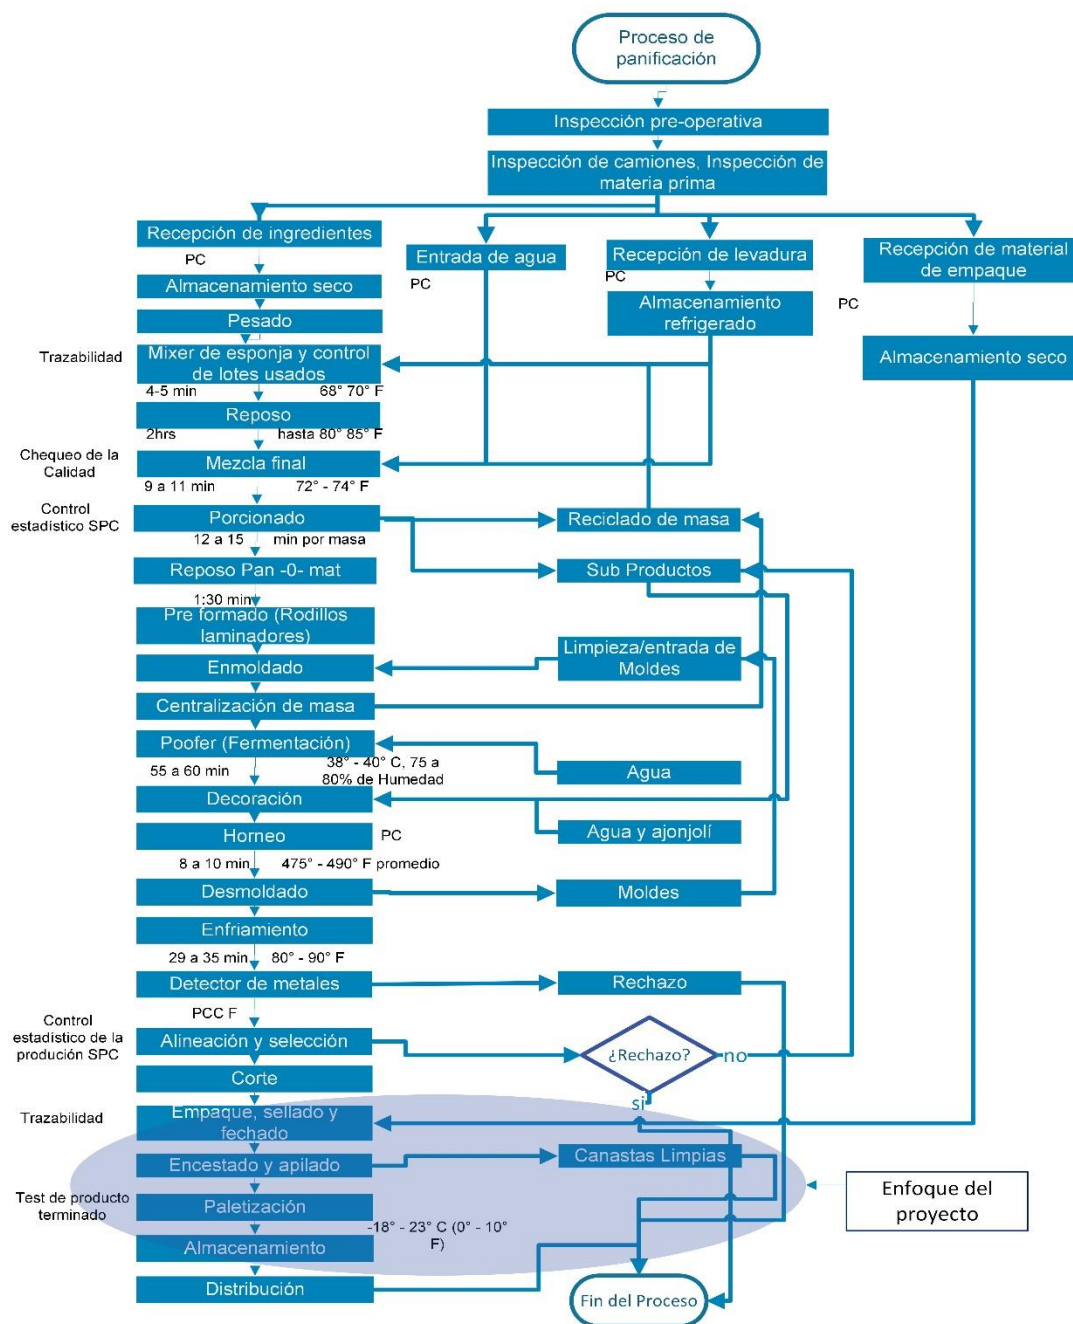 Proceso de
panificación
Inspección pre-operativa
Inspección de camiones, Inspección de
materia prima
Recepción de ingredientes
PC
Entrada de agua
PC
Recepción de levadura
PC
Recepción de material
de empaque
PC
Almacenamiento seco
Almacenamiento
refrigerado
Pesado
Trazabilidad
Mixer de esponja y control
de lotes usados
Almacenamiento seco
4-5 min
68° 70° F
Reposo
2hrs
hasta 80° 85° F
Chequeo de la
Calidad
Mezcla final
9 a 11 min
72° - 74° F
Control
estadístico SPC
Porcionado
Reciclado de masa
12 a 15
min por masa
Reposo Pan -0- mat
Sub Productos
1:30 min
Pre formado (Rodillos
laminadores)
Enmoldado
Limpieza/entrada de
Moldes
Centralización de masa
Poofer (Fermentación)
55 a 60 min
38° - 40° C, 75 a
80% de Humedad
Agua
Decoración
Horneo
PC
Agua y ajonjolí
8 a 10 min
475° - 490° F promedio
Desmoldado
Moldes
Enfriamiento
29 a 35 min
80° - 90° F
Detector de metales
Rechazo
PCC F
Control
estadístico de la
produción SPC
Alineación y selección
¿Rechazo?
no
si
Corte
Trazabilidad
Empaque, sellado y
fechado
Encestado y apilado
Canastas Limpias
Test de producto
terminado
Paletización
Enfoque del
proyecto
-18° - 23° C (0° - 10°
F)
Almacenamiento
Distribución
Fin del Proceso